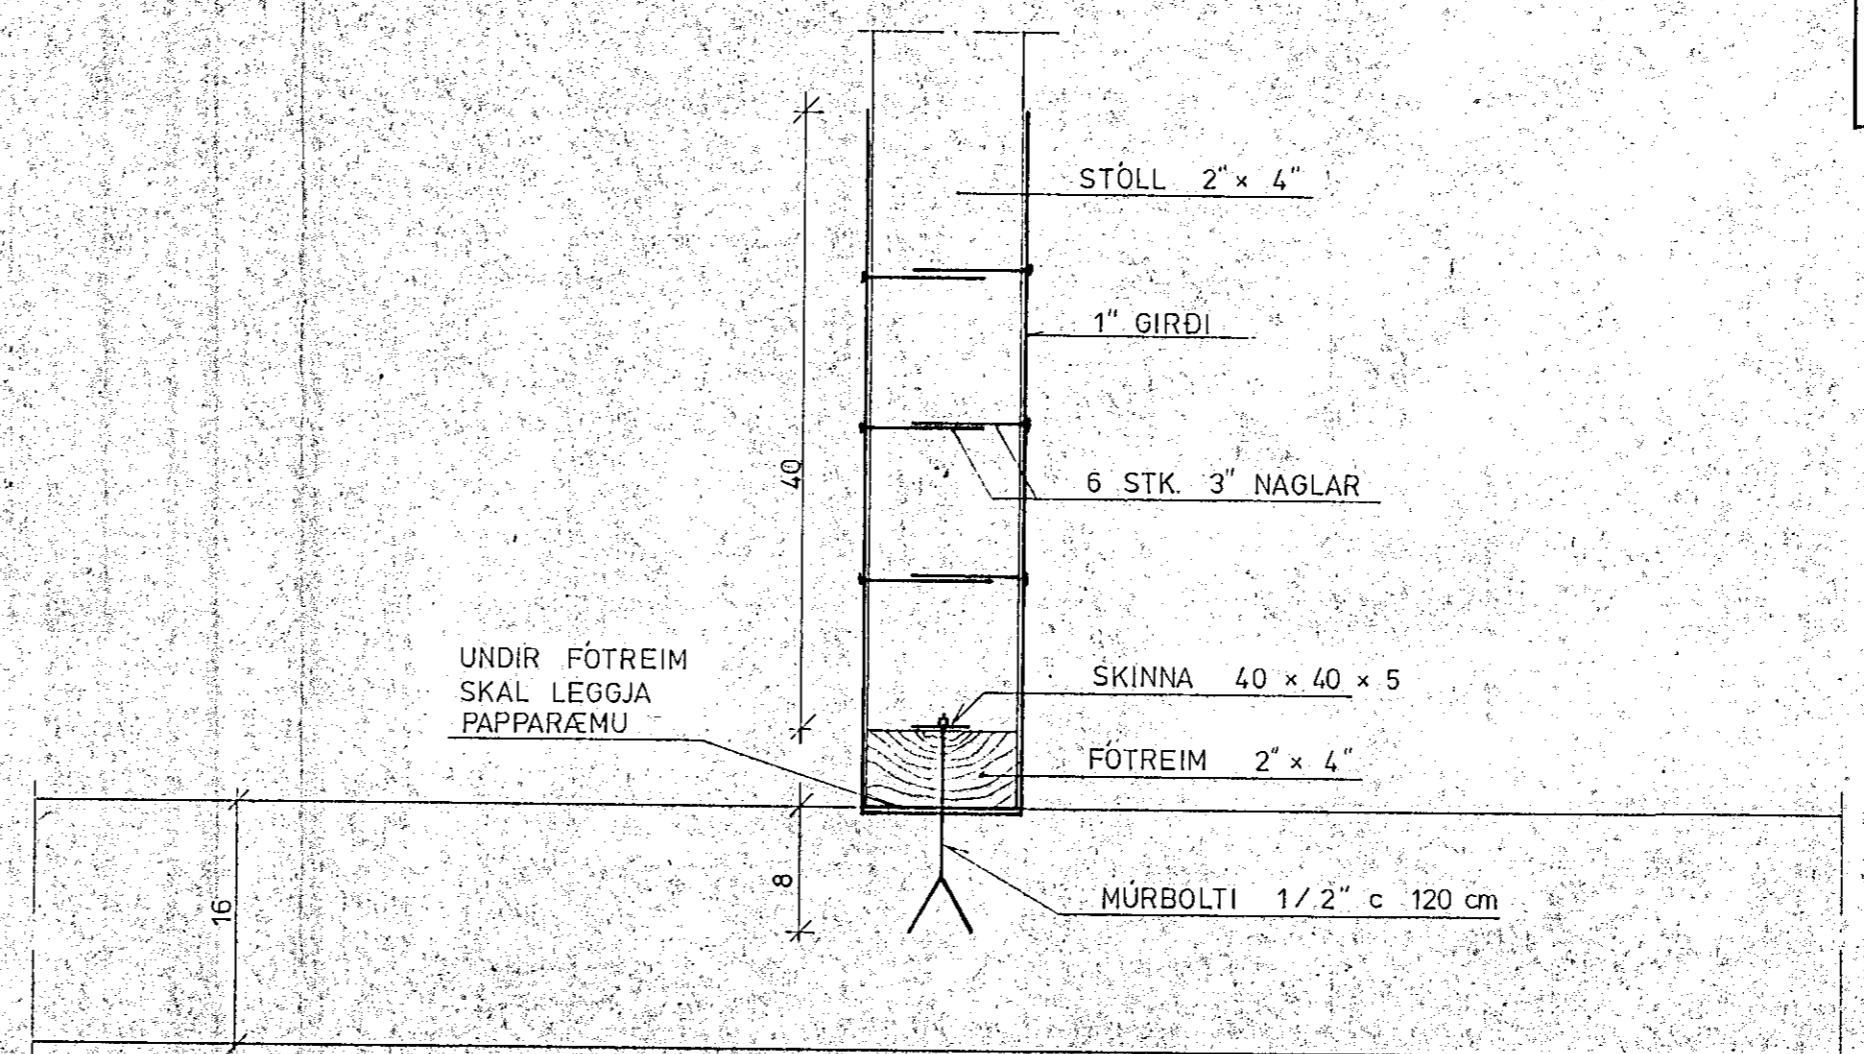 STÓLL 2" × 4"
1" GIRÐI
40
6 STK. 3" NAGLAR
UNDIR FÓTREIM
SKAL LEGGJA
PAPPARÆMU
SKINNA 40 × 40 × 5
FÓTREIM 2" × 4"
8
16
MÚRBOLTI 1/2" c 120 cm